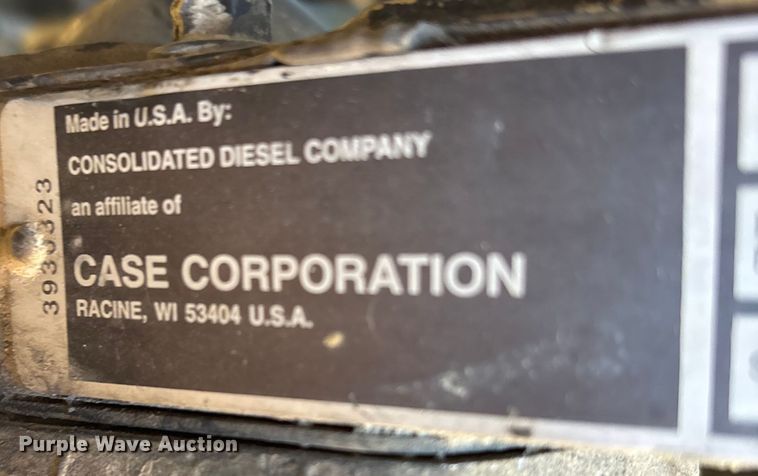 Made in U.S.A. By:
CONSOLIDATED DIESEL COMPANY
an affiliate of
CASE CORPORATION
RACINE, WI 53404 U.S.A.
3930323
Purple Wave Auction